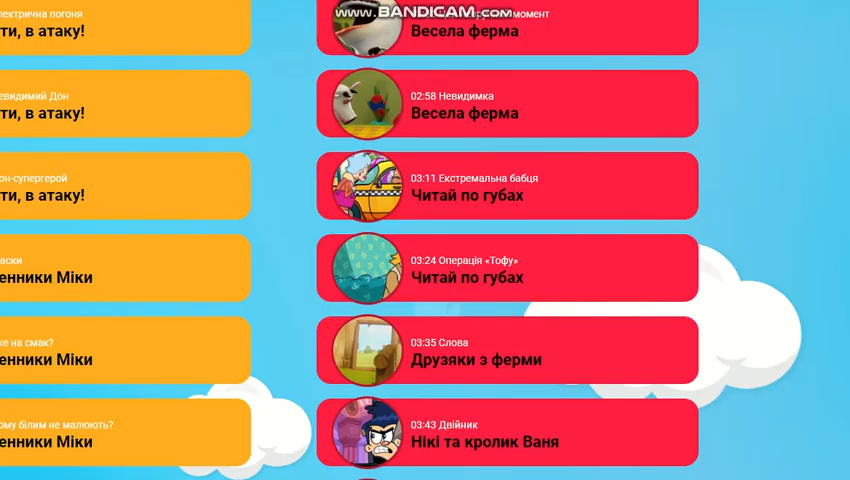 www.BANDICAM.com
лектрична погоня
ти, в атаку!
евидимий Дон
ти, в атаку!
он-супергерой
ти, в атаку!
аски
енники Міки
же на смак?
енники Міки
ому білим не малюють?
енники Міки
момент
Весела ферма
02:58 Невидимка
Весела ферма
03:11 Екстремальна бабця
Читай по губах
03:24 Операція «Тофу»
Читай по губах
03:35 Слова
Друзяки з ферми
03:43 Двійник
Нікі та кролик Ваня